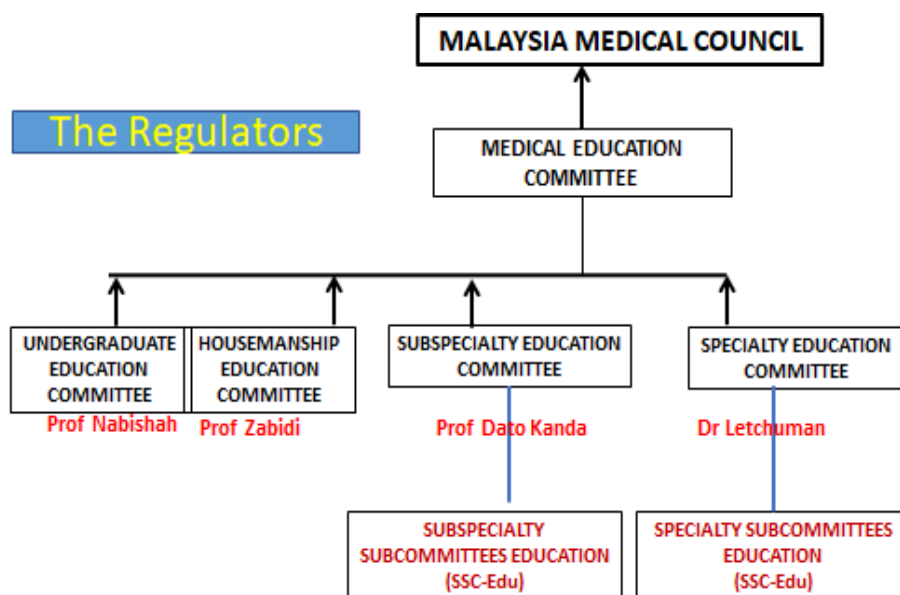 MALAYSIA MEDICAL COUNCIL
The Regulators
MEDICAL EDUCATION
COMMITTEE
UNDERGRADUATE
EDUCATION
COMMITTEE
Prof Nabishah
HOUSEMANSHIP
EDUCATION
COMMITTEE
Prof Zabidi
SUBSPECIALTY EDUCATION
COMMITTEE
Prof Dato Kanda
SPECIALTY EDUCATION
COMMITTEE
Dr Letchuman
SUBSPECIALTY
SUBCOMMITTEES EDUCATION
(SSC-Edu)
SPECIALTY SUBCOMMITTEES
EDUCATION
(SSC-Edu)